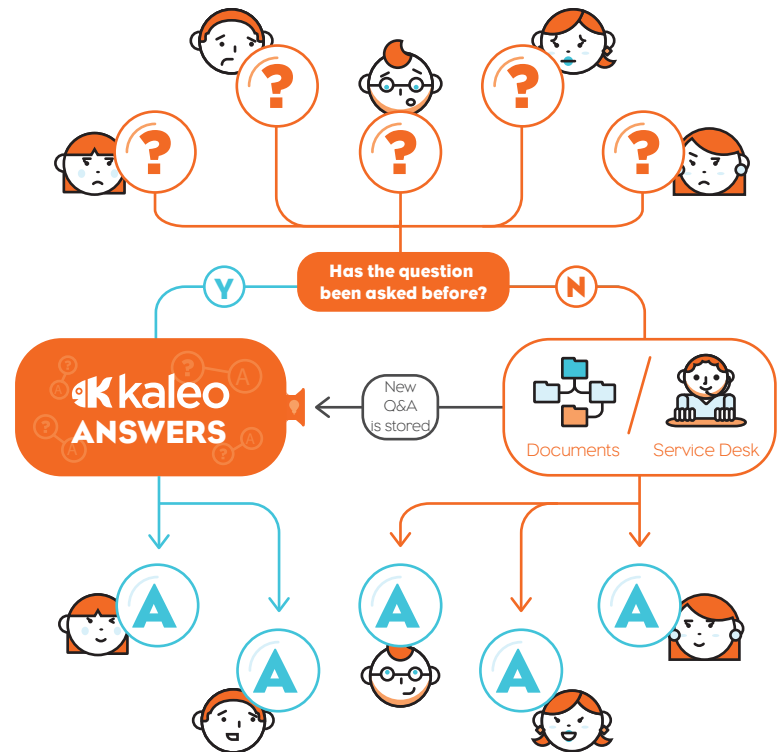 ?
?
?
?
?
Has the question
been asked before?
Y
N
kaleo
ANSWERS
?
A
?
A
?
A
?
A
New
Q&A
is stored
Documents
Service Desk
A
A
A
A
A